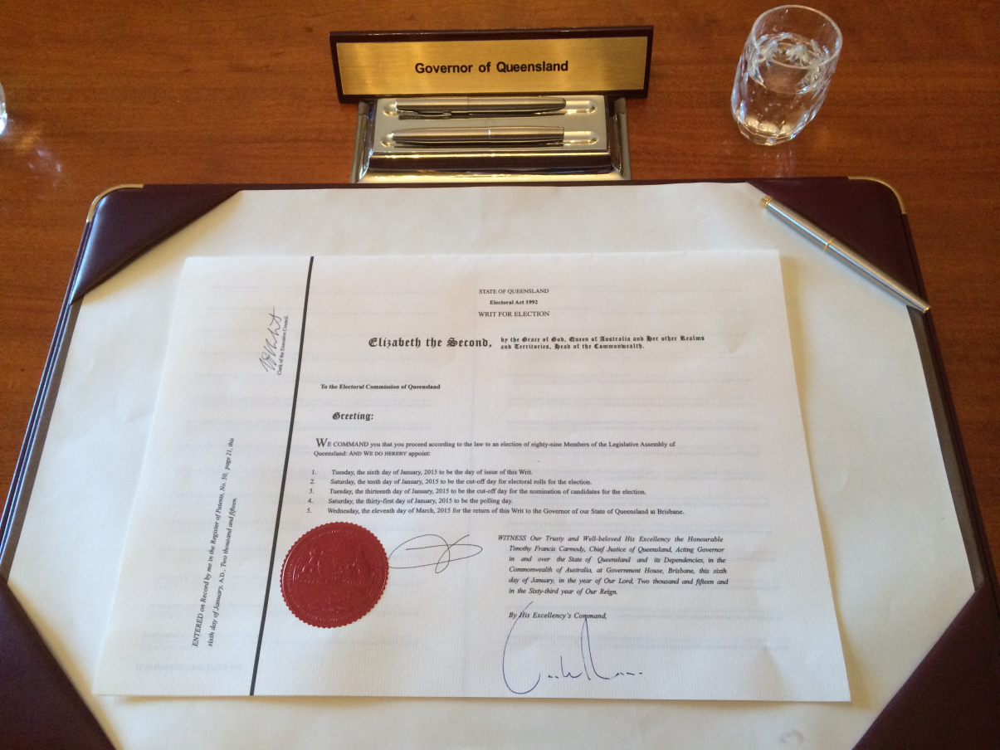 Governor of Queensland
STATE OF QUEENSLAND
Electoral Act 1992
WRIT FOR ELECTION
Elizabeth the Second, by the Grace of God, Queen of Australia and Her other Realms
and Territories, Head of the Commonwealth.
To the Electoral Commission of Queensland
Greeting:
WE COMMAND you that you proceed according to the law to an election of eighty-nine Members of the Legislative Assembly of
Queensland: AND WE DO HEREBY appoint:
1. Tuesday, the sixth day of January, 2015 to be the day of issue of this Writ.
2. Saturday, the tenth day of January, 2015 to be the cut-off day for electoral rolls for the election.
3. Tuesday, the thirteenth day of January, 2015 to be the cut-off day for the nomination of candidates for the election.
4. Saturday, the thirty-first day of January, 2015 to be the polling day.
5. Wednesday, the eleventh day of March, 2015 for the return of this Writ to the Governor of our State of Queensland at Brisbane.
WITNESS Our Trusty and Well-beloved His Excellency the Honourable
Timothy Francis Carmody, Chief Justice of Queensland, Acting Governor
in and over the State of Queensland and its Dependencies, in the
Commonwealth of Australia, at Government House, Brisbane, this sixth
day of January, in the year of Our Lord, Two thousand and fifteen and
in the Sixty-third year of Our Reign.
By His Excellency's Command,
ENTERED on Record by me in the Register of Patents, No. 50, page 21, this
sixth day of January, A.D., Two thousand and fifteen.
Clerk of the Executive Council.